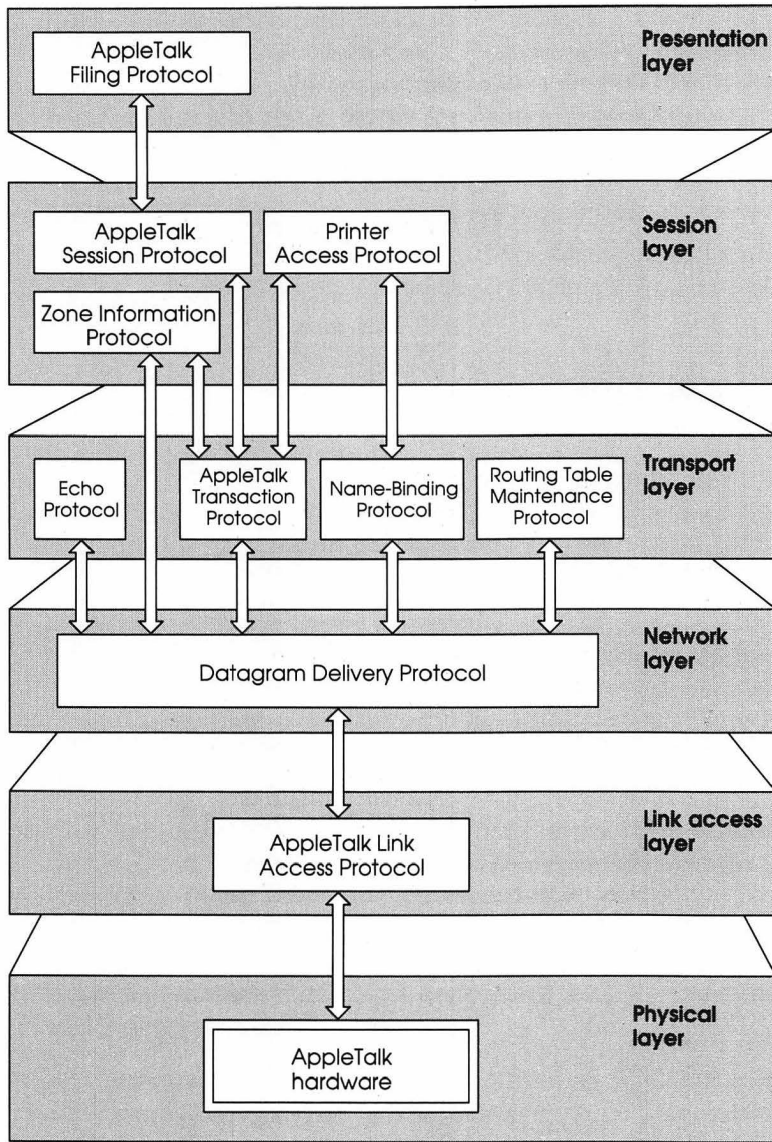 AppleTalk
Filing Protocol
Presentation
layer
AppleTalk
Session Protocol
Printer
Access Protocol
Session
layer
Zone Information
Protocol
Echo
Protocol
AppleTalk
Transaction
Protocol
Name-Binding
Protocol
Routing Table
Maintenance
Protocol
Transport
layer
Datagram Delivery Protocol
Network
layer
AppleTalk Link
Access Protocol
Link access
layer
AppleTalk
hardware
Physical
layer